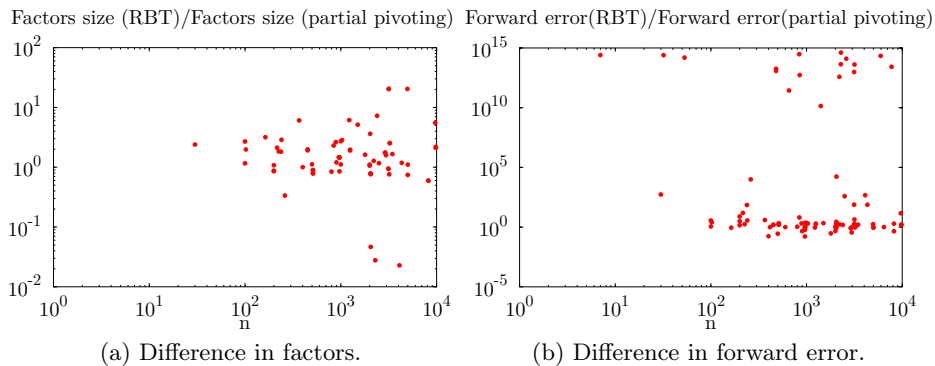 Factors size (RBT)/Factors size (partial pivoting)
10^2
10^1
10^0
10^-1
10^-2
10^0 10^1 10^2 10^3 10^4
n
(a) Difference in factors.
Forward error(RBT)/Forward error(partial pivoting)
10^15
10^10
10^5
10^0
10^-5
10^0 10^1 10^2 10^3 10^4
n
(b) Difference in forward error.